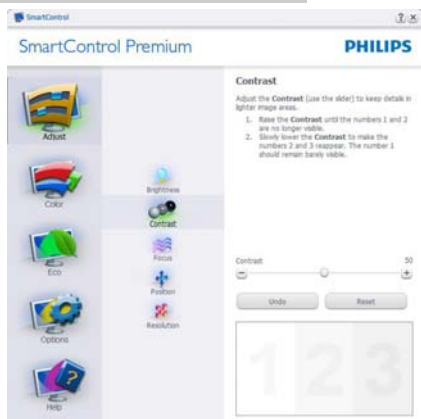 SmartControl
SmartControl Premium
PHILIPS
Adjust
Color
Eco
Options
Help
Brightness
Contrast
Focus
Position
Resolution
Contrast
Adjust the Contrast (use the slider) to keep details in
lighter image areas.
1. Raise the Contrast until the numbers 1 and 2
are no longer visible.
2. Slowly lower the Contrast to make the
numbers 2 and 3 reappear. The number 1
should remain barely visible.
Contrast 50
Undo Reset
1 2 3